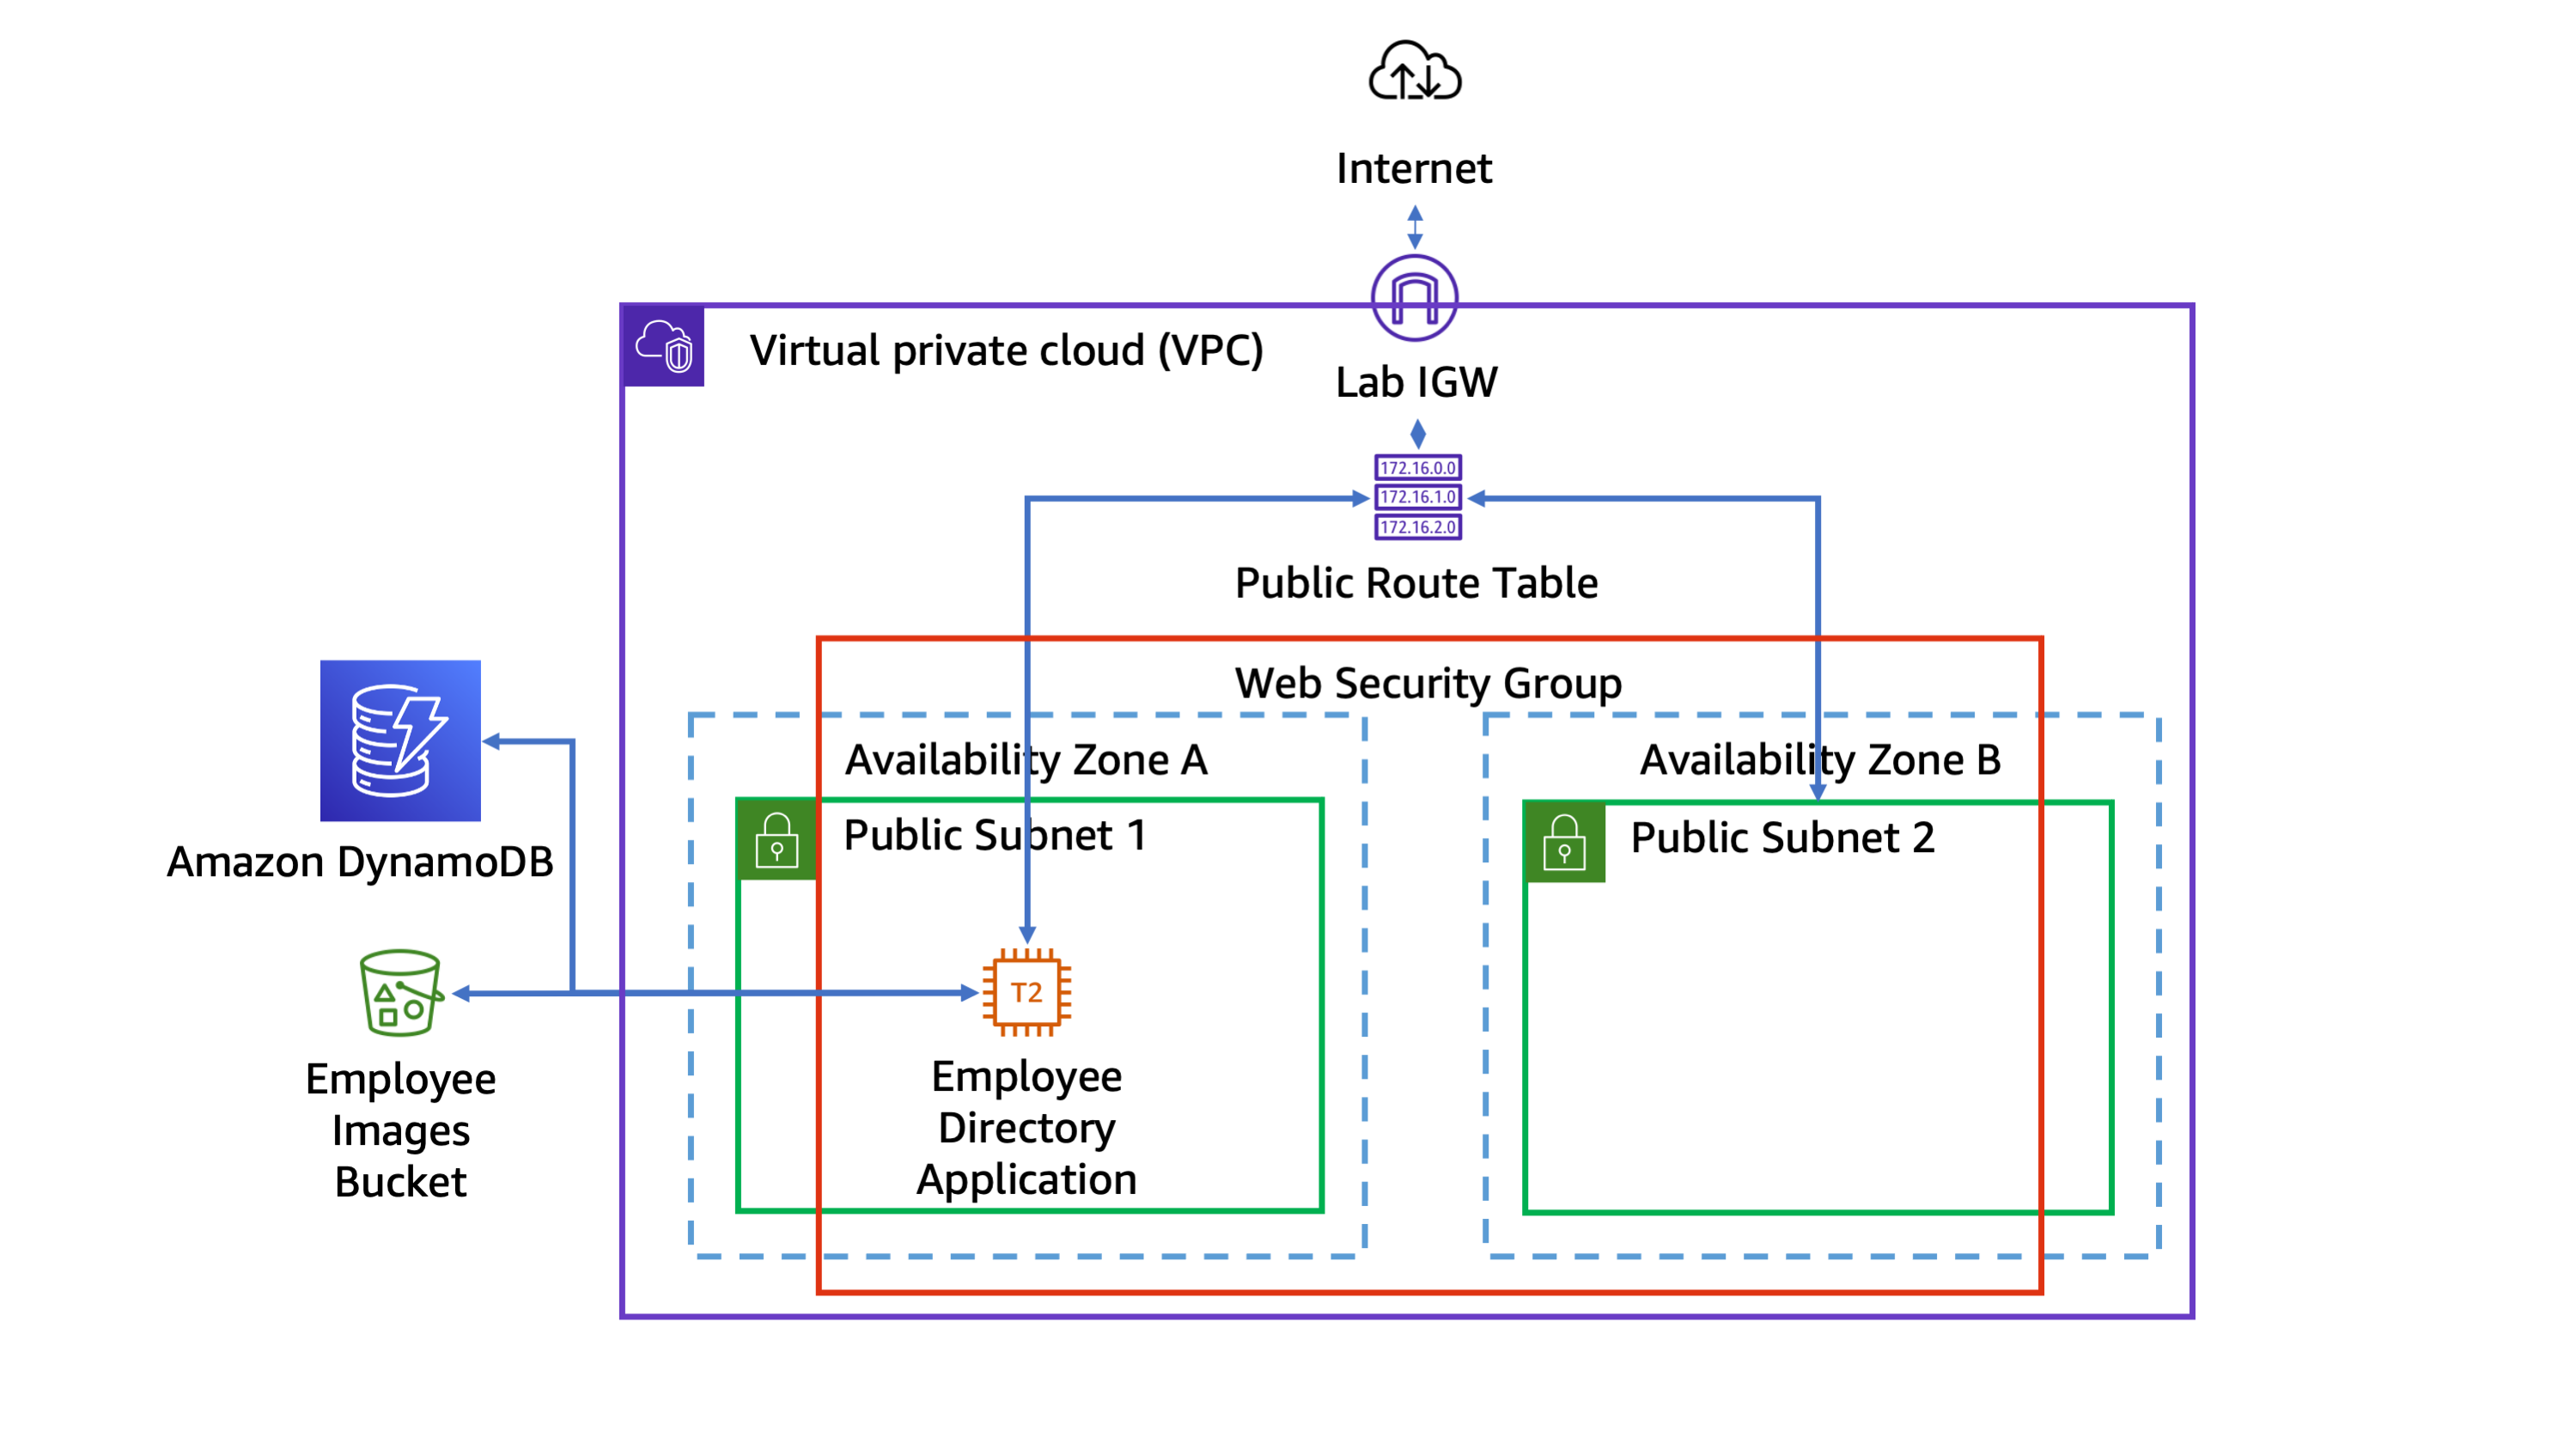 Internet
Virtual private cloud (VPC)
Lab IGW
172.16.0.0
172.16.1.0
172.16.2.0
Public Route Table
Web Security Group
Availability Zone A
Availability Zone B
Public Subnet 1
Public Subnet 2
Amazon DynamoDB
T2
Employee
Directory
Application
Employee
Images
Bucket